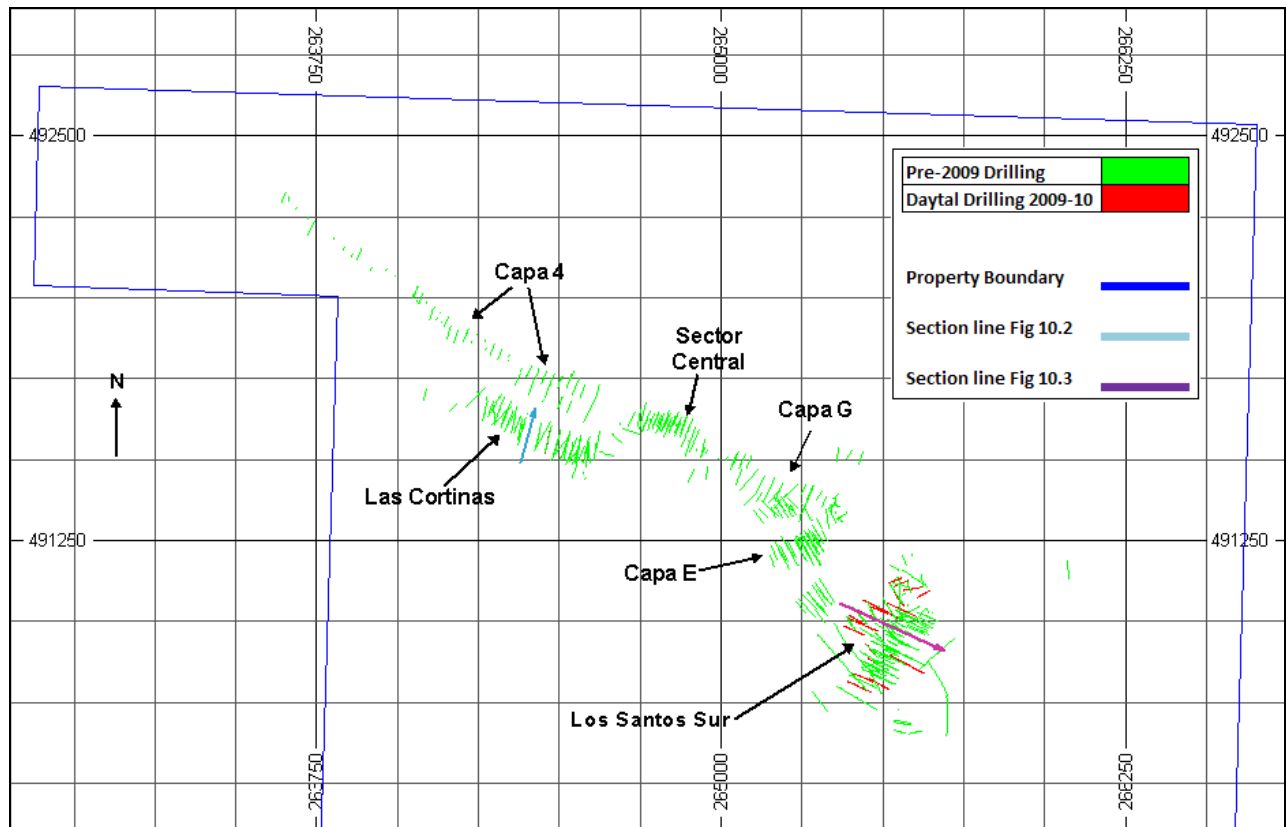 263750
265000
266250
492500
492500
Pre-2009 Drilling
Daytal Drilling 2009-10
Property Boundary
Section line Fig 10.2
Section line Fig 10.3
Capa 4
Sector
Central
N
Capa G
Las Cortinas
491250
491250
Capa E
Los Santos Sur
263750
265000
266250